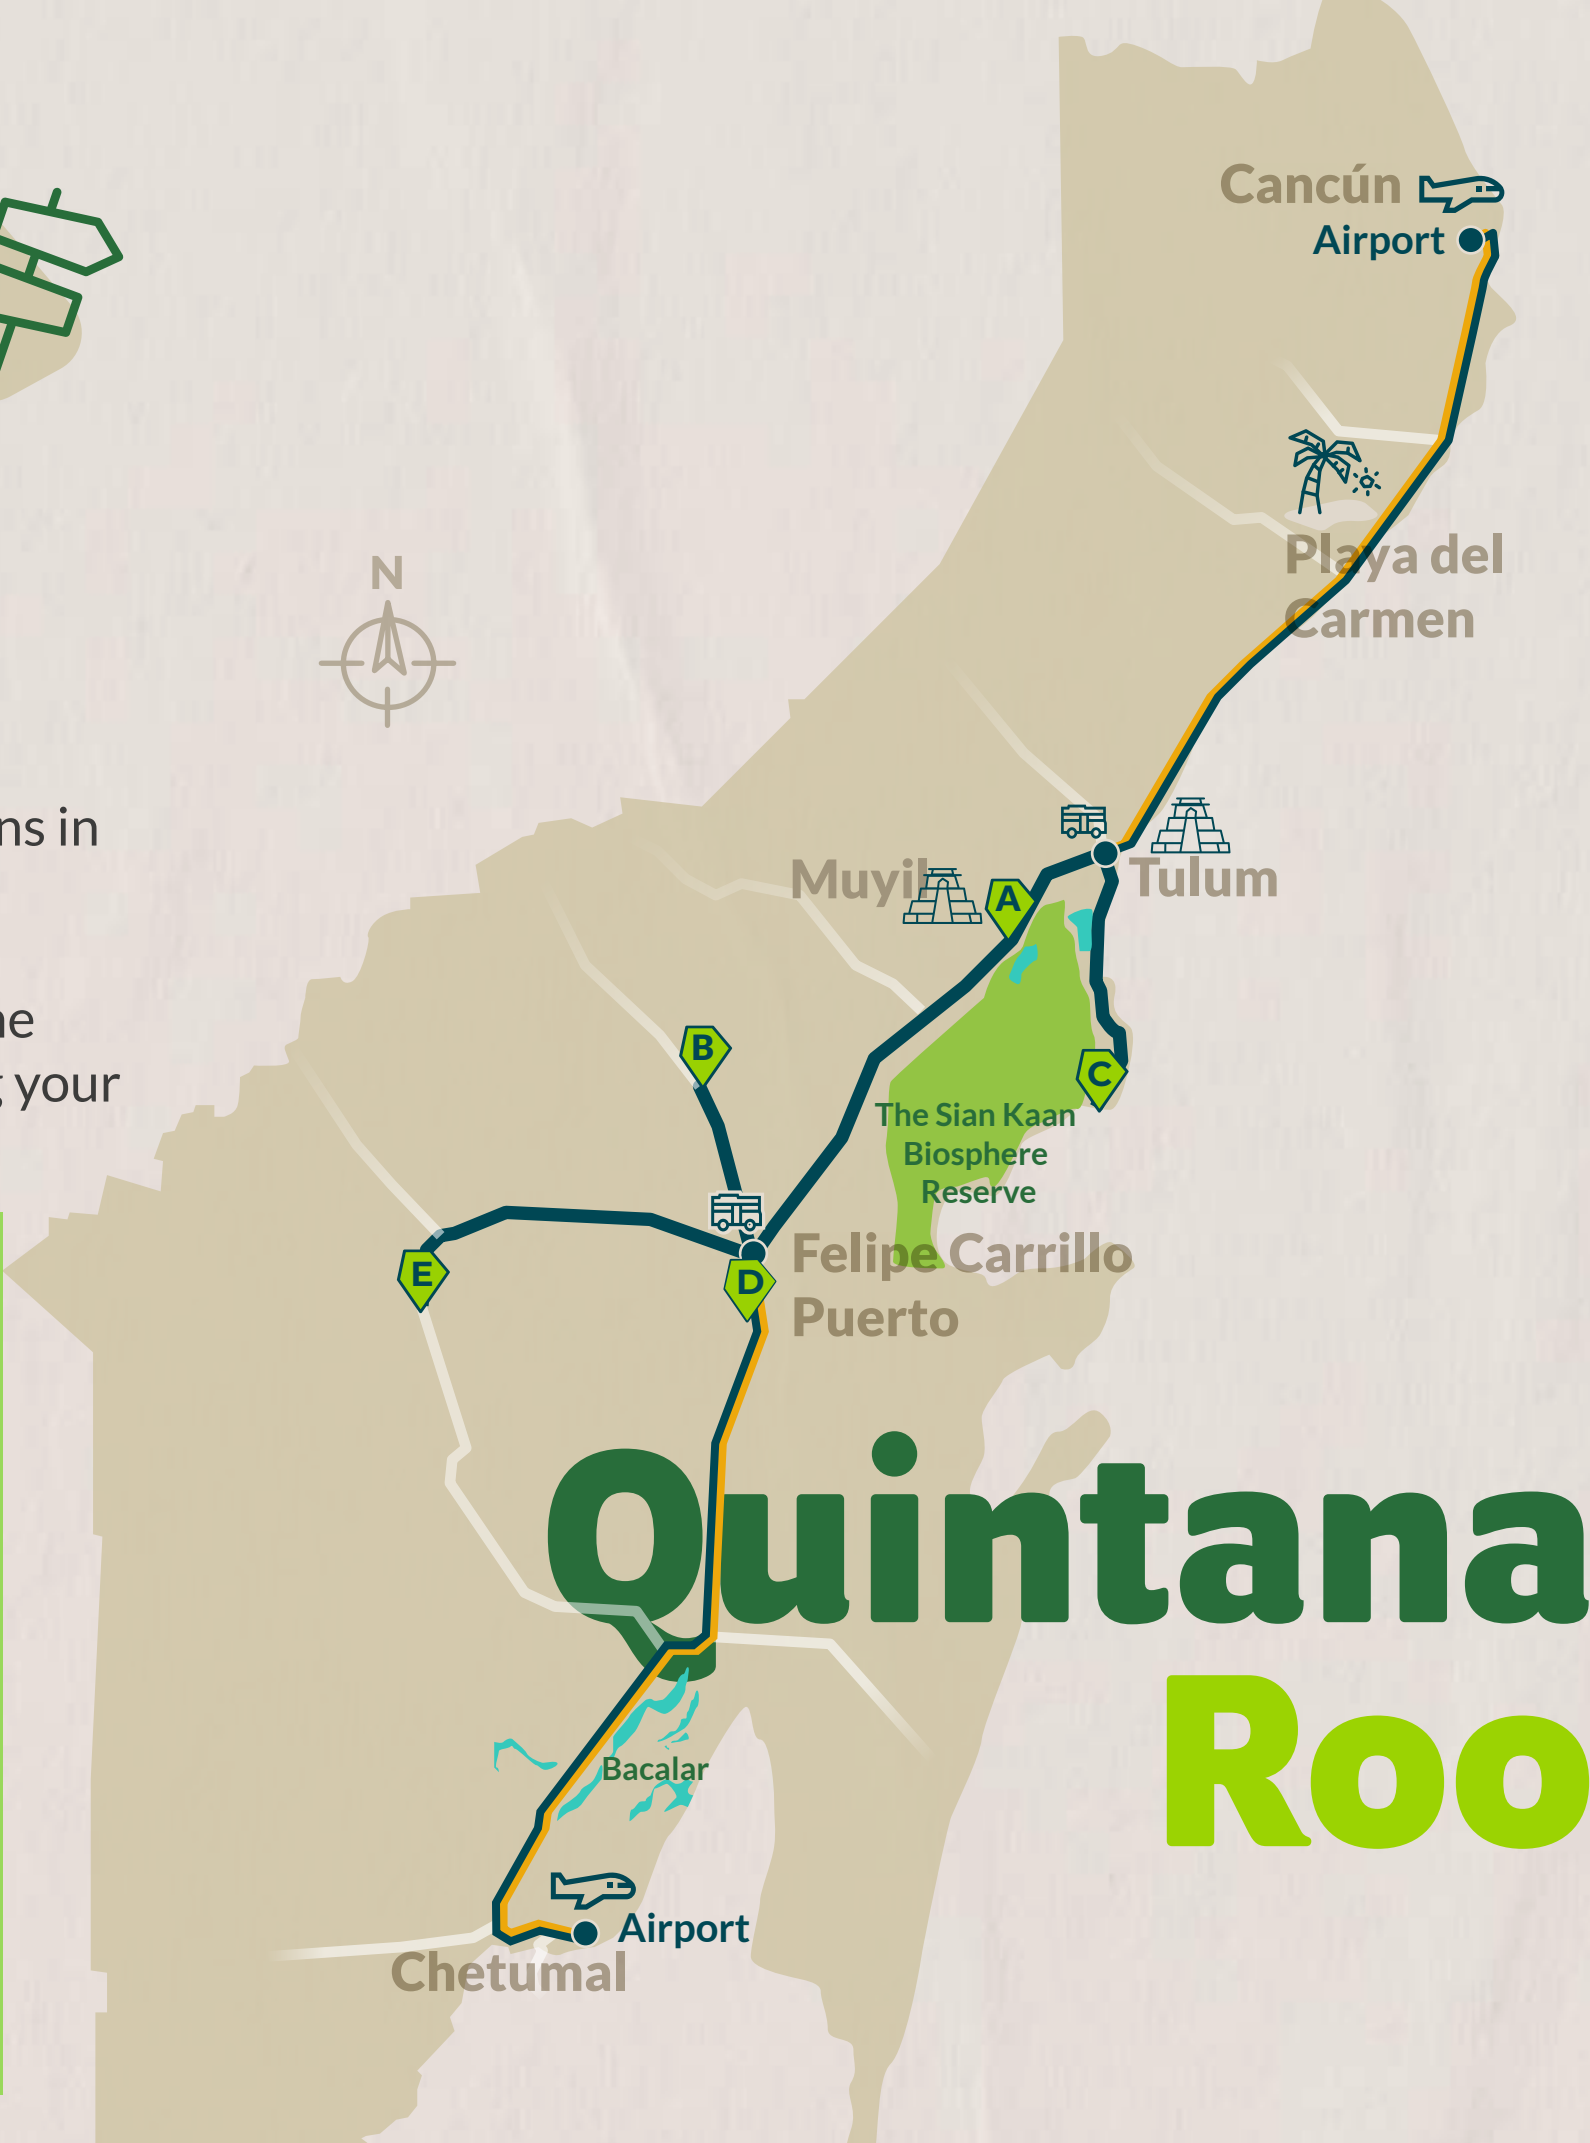 Cancún
Airport
N
Playa del
Carmen
ns in
Muyil
A
Tulum
ne
B
your
C
The Sian Kaan
Biosphere
Reserve
Felipe Carrillo
Puerto
E
D
Quintana
Roo
Bacalar
Airport
Chetumal